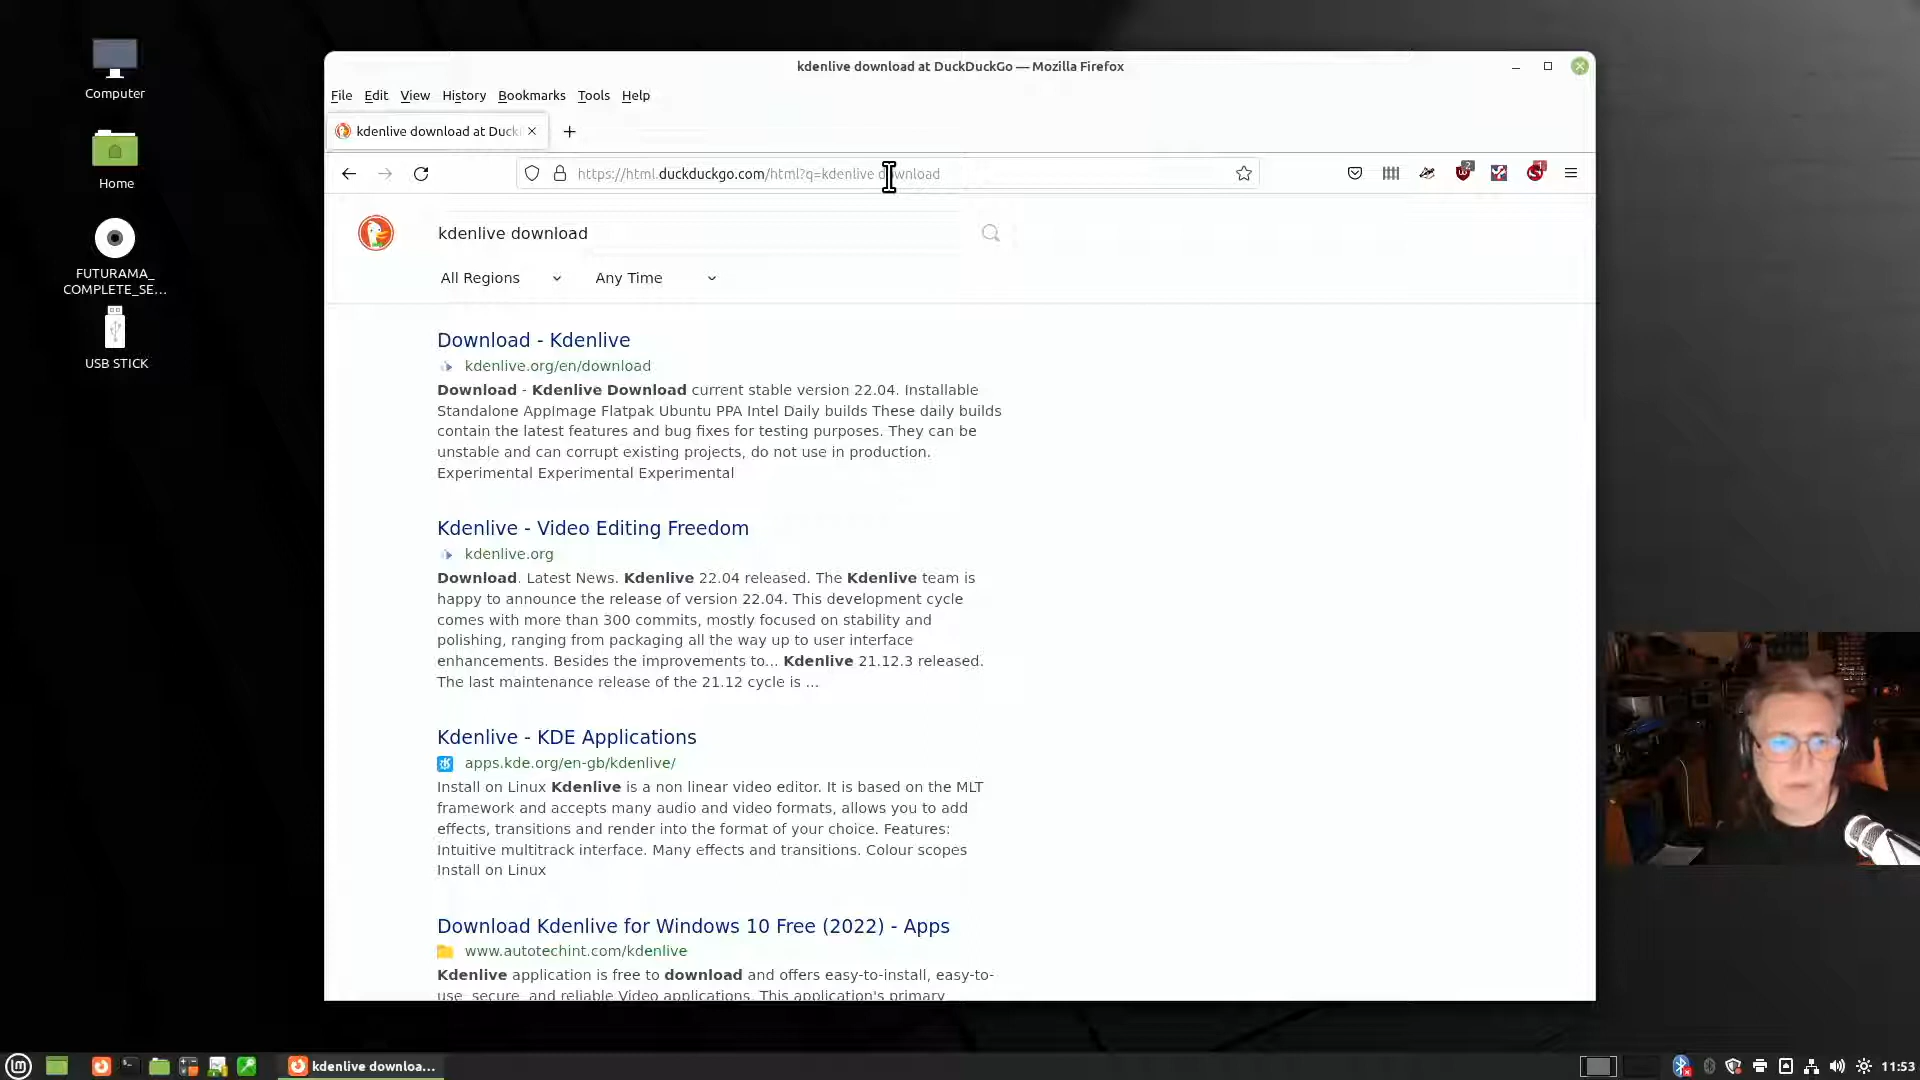 Computer
Home
FUTURAMA_
COMPLETE_SE...
USB STICK
kdenlive download at DuckDuckGo — Mozilla Firefox
File Edit View History Bookmarks Tools Help
kdenlive download at Duck
https://html.duckduckgo.com/html?q=kdenlive download
2
1
kdenlive download
All Regions
Any Time
Download - Kdenlive
kdenlive.org/en/download
Download - Kdenlive Download current stable version 22.04. Installable
Standalone AppImage Flatpak Ubuntu PPA Intel Daily builds These daily builds
contain the latest features and bug fixes for testing purposes. They can be
unstable and can corrupt existing projects, do not use in production.
Experimental Experimental Experimental
Kdenlive - Video Editing Freedom
kdenlive.org
Download. Latest News. Kdenlive 22.04 released. The Kdenlive team is
happy to announce the release of version 22.04. This development cycle
comes with more than 300 commits, mostly focused on stability and
polishing, ranging from packaging all the way up to user interface
enhancements. Besides the improvements to... Kdenlive 21.12.3 released.
The last maintenance release of the 21.12 cycle is ...
Kdenlive - KDE Applications
apps.kde.org/en-gb/kdenlive/
Install on Linux Kdenlive is a non linear video editor. It is based on the MLT
framework and accepts many audio and video formats, allows you to add
effects, transitions and render into the format of your choice. Features:
Intuitive multitrack interface. Many effects and transitions. Colour scopes
Install on Linux
Download Kdenlive for Windows 10 Free (2022) - Apps
www.autotechint.com/kdenlive
Kdenlive application is free to download and offers easy-to-install, easy-to-
use, secure, and reliable Video applications. This application's primary
kdenlive downloa...
11:53